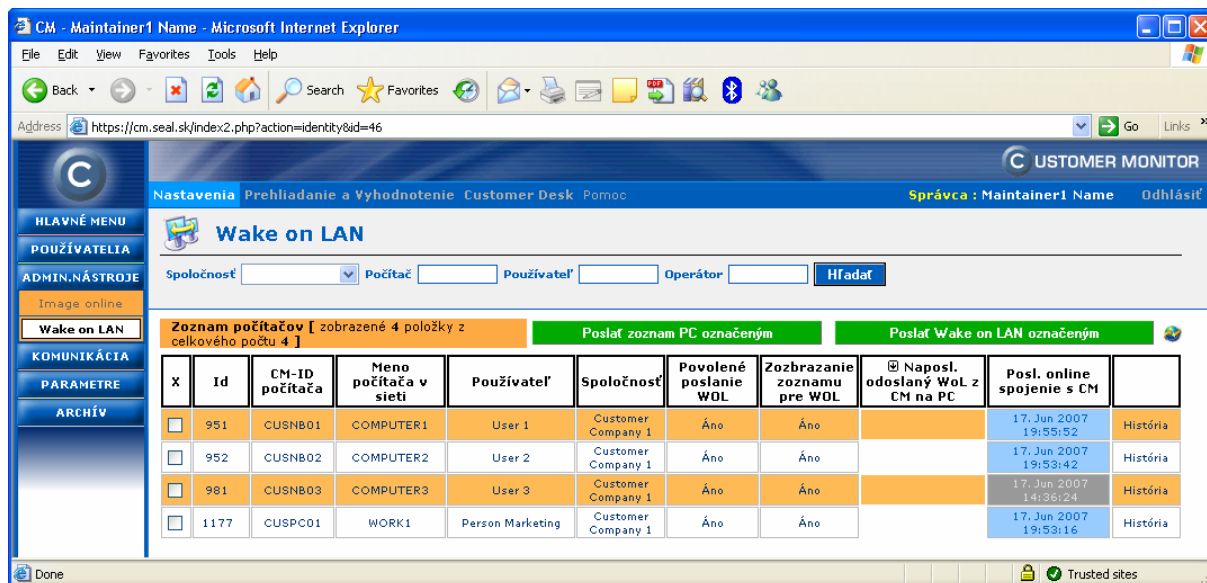 CM - Maintainer1 Name - Microsoft Internet Explorer
File Edit View Favorites Tools Help
Back Search Favorites
Address https://cm.seal.sk/index2.php?action=identity&id=46 Go Links »
C
C USTOMER MONITOR
Nastavenia Prehliadanie a Vyhodnotenie Customer Desk Pomoc Správca : Maintainer1 Name Odhlásiť
HLAVNÉ MENU
POUŽÍVATELIA
ADMIN.NÁSTROJE
Image online
Wake on LAN
KOMUNIKÁCIA
PARAMETRE
ARCHÍV
Wake on LAN
Spoločnosť Počítač Používateľ Operátor Hľadať
Zoznam počítačov [ zobrazené 4 položky z
celkového počtu 4 ]
Poslať zoznam PC označeným Poslať Wake on LAN označeným
X Id CM-ID počítača Meno počítača v sieti Používateľ Spoločnosť Povolené poslanie WOL Zozbrazanie zoznamu pre WOL Naposl. odoslaný WoL z CM na PC Posl. online spojenie s CM
951 CUSNB01 COMPUTER1 User 1 Customer Company 1 Áno Áno 17. Jun 2007 19:55:52 História
952 CUSNB02 COMPUTER2 User 2 Customer Company 1 Áno Áno 17. Jun 2007 19:53:42 História
981 CUSNB03 COMPUTER3 User 3 Customer Company 1 Áno Áno 17. Jun 2007 14:36:24 História
1177 CUSPC01 WORK1 Person Marketing Customer Company 1 Áno Áno 17. Jun 2007 19:53:16 História
Done Trusted sites